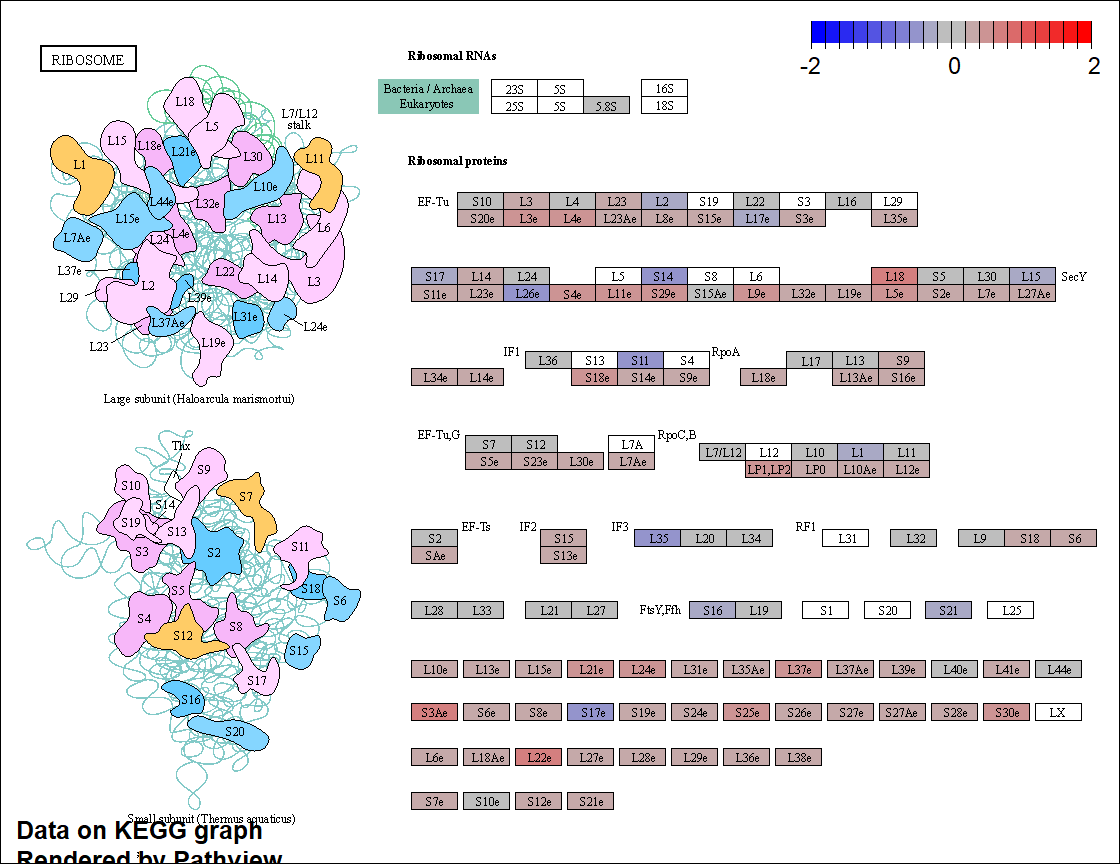 RIBOSOME
-2 0 2
Ribosomal RNAs
Bacteria / Archaea 23S 5S 16S
Eukaryotes 25S 5S 5.8S 18S
L18
L5
L7/L12
stalk
L15 L18e L21e L30 L11
L1
L10e
L44e L32e
L15e L13
L7Ae L24 L4e L6
L37e
L2 L22 L14 L3
L29 L39e
L37Ae L31e L24e
L23 L19e
Large subunit (Haloarcula marismortui)
Thx
S9
S10 S7
S14
S19 S13
S3 S2 S11
S5 S18 S6
S4 S12 S8
S15
S17
S16
S20
Small subunit (Thermus aquaticus)
Data on KEGG graph
Rendered by Pathview
Ribosomal proteins
EF-Tu S10 L3 L4 L23 L2 S19 L22 S3 L16 L29
S20e L3e L4e L23Ae L8e S15e L17e S3e L35e
S17 L14 L24 L5 S14 S8 L6 L18 S5 L30 L15 SecY
S11e L23e L26e S4e L11e S29e S15Ae L9e L32e L19e L5e S2e L7e L27Ae
IF1 L36 S13 S11 S4 RpoA L17 L13 S9
L34e L14e S18e S14e S9e L18e L13Ae S16e
EF-Tu,G S7 S12 L7A RpoC,B L7/L12 L12 L10 L1 L11
S5e S23e L30e L7Ae LP1,LP2 LP0 L10Ae L12e
S2 EF-Ts IF2 S15 IF3 L35 L20 L34 RF1 L31 L32 L9 S18 S6
SAe S13e
L28 L33 L21 L27 FtsY,Ffh S16 L19 S1 S20 S21 L25
L10e L13e L15e L21e L24e L31e L35Ae L37e L37Ae L39e L40e L41e L44e
S3Ae S6e S8e S17e S19e S24e S25e S26e S27e S27Ae S28e S30e LX
L6e L18Ae L22e L27e L28e L29e L36e L38e
S7e S10e S12e S21e